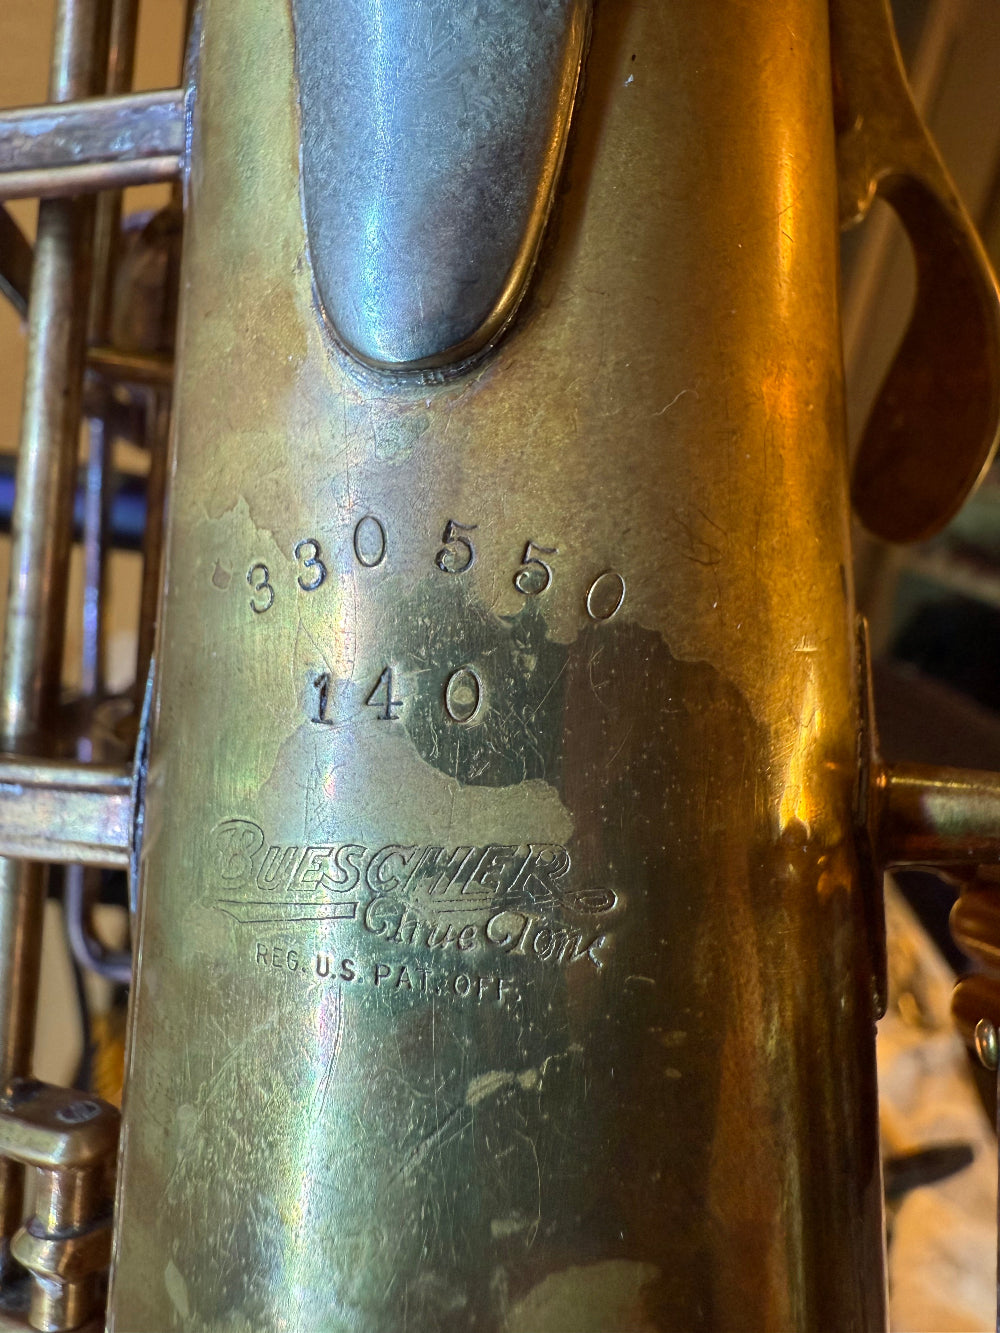 330550
140
BUESCHER
True Tone
REG. U.S. PAT. OFF.